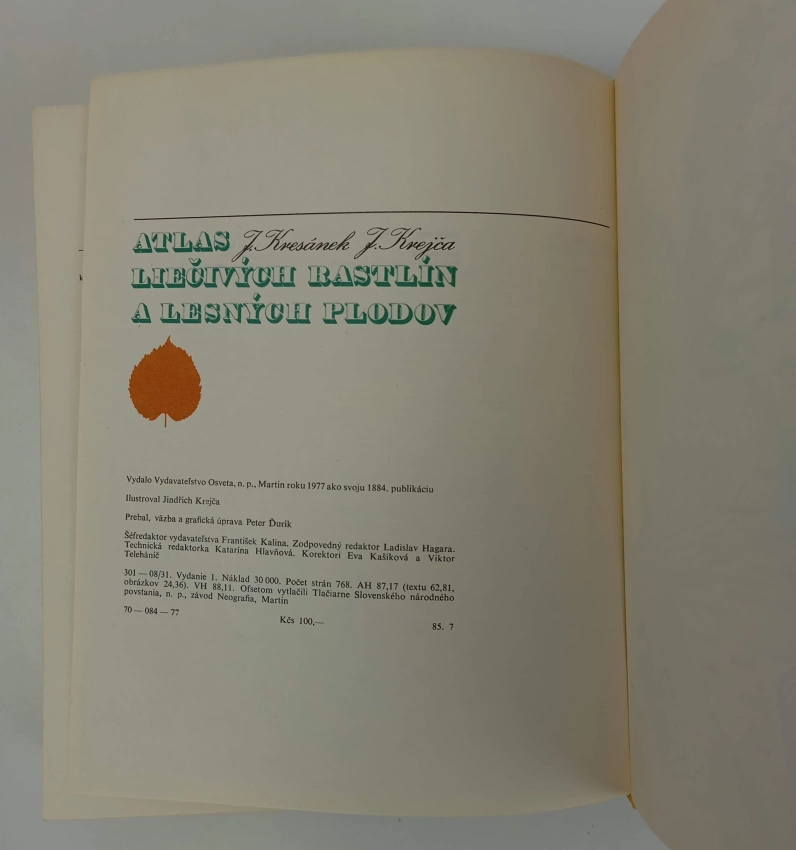 ATLAS J. Kresánek J. Krejča
LIEČIVÝCH RASTLÍN
A LESNÝCH PLODOV
Vydalo Vydavateľstvo Osveta, n. p., Martin roku 1977 ako svoju 1884. publikáciu
Ilustroval Jindřich Krejča
Prebal, väzba a grafická úprava Peter Ďurík
Šéfredaktor vydavateľstva František Kalina. Zodpovedný redaktor Ladislav Hagara.
Technická redaktorka Katarína Hlavňová. Korektori Eva Kašíková a Viktor
Telehánič
301 — 08/31. Vydanie 1. Náklad 30 000. Počet strán 768. AH 87,17 (textu 62,81,
obrázkov 24,36). VH 88,11. Ofsetom vytlačili Tlačiarne Slovenského národného
povstania, n. p., závod Neografia, Martin
70 — 084 — 77
Kčs 100,—
85. 7